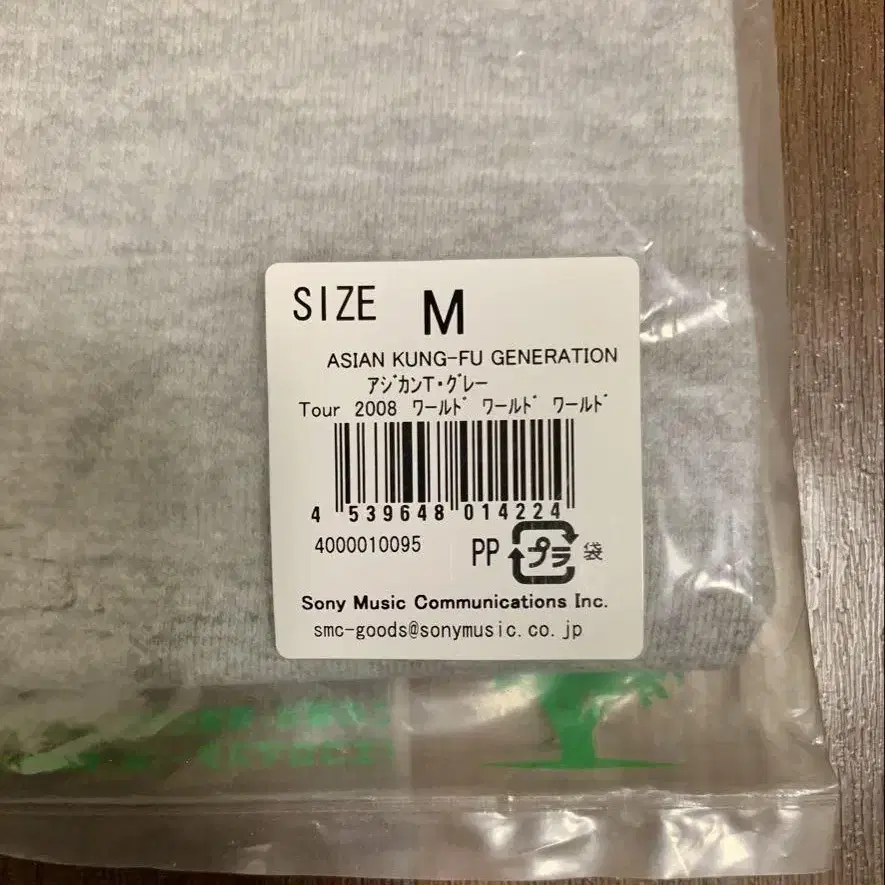 SIZE M
ASIAN KUNG-FU GENERATION
アジカンT・グレー
Tour 2008 ワールド ワールド ワールド
4 539648 014224
4000010095 PP プラ 袋
Sony Music Communications Inc.
smc-goods@sonymusic.co.jp